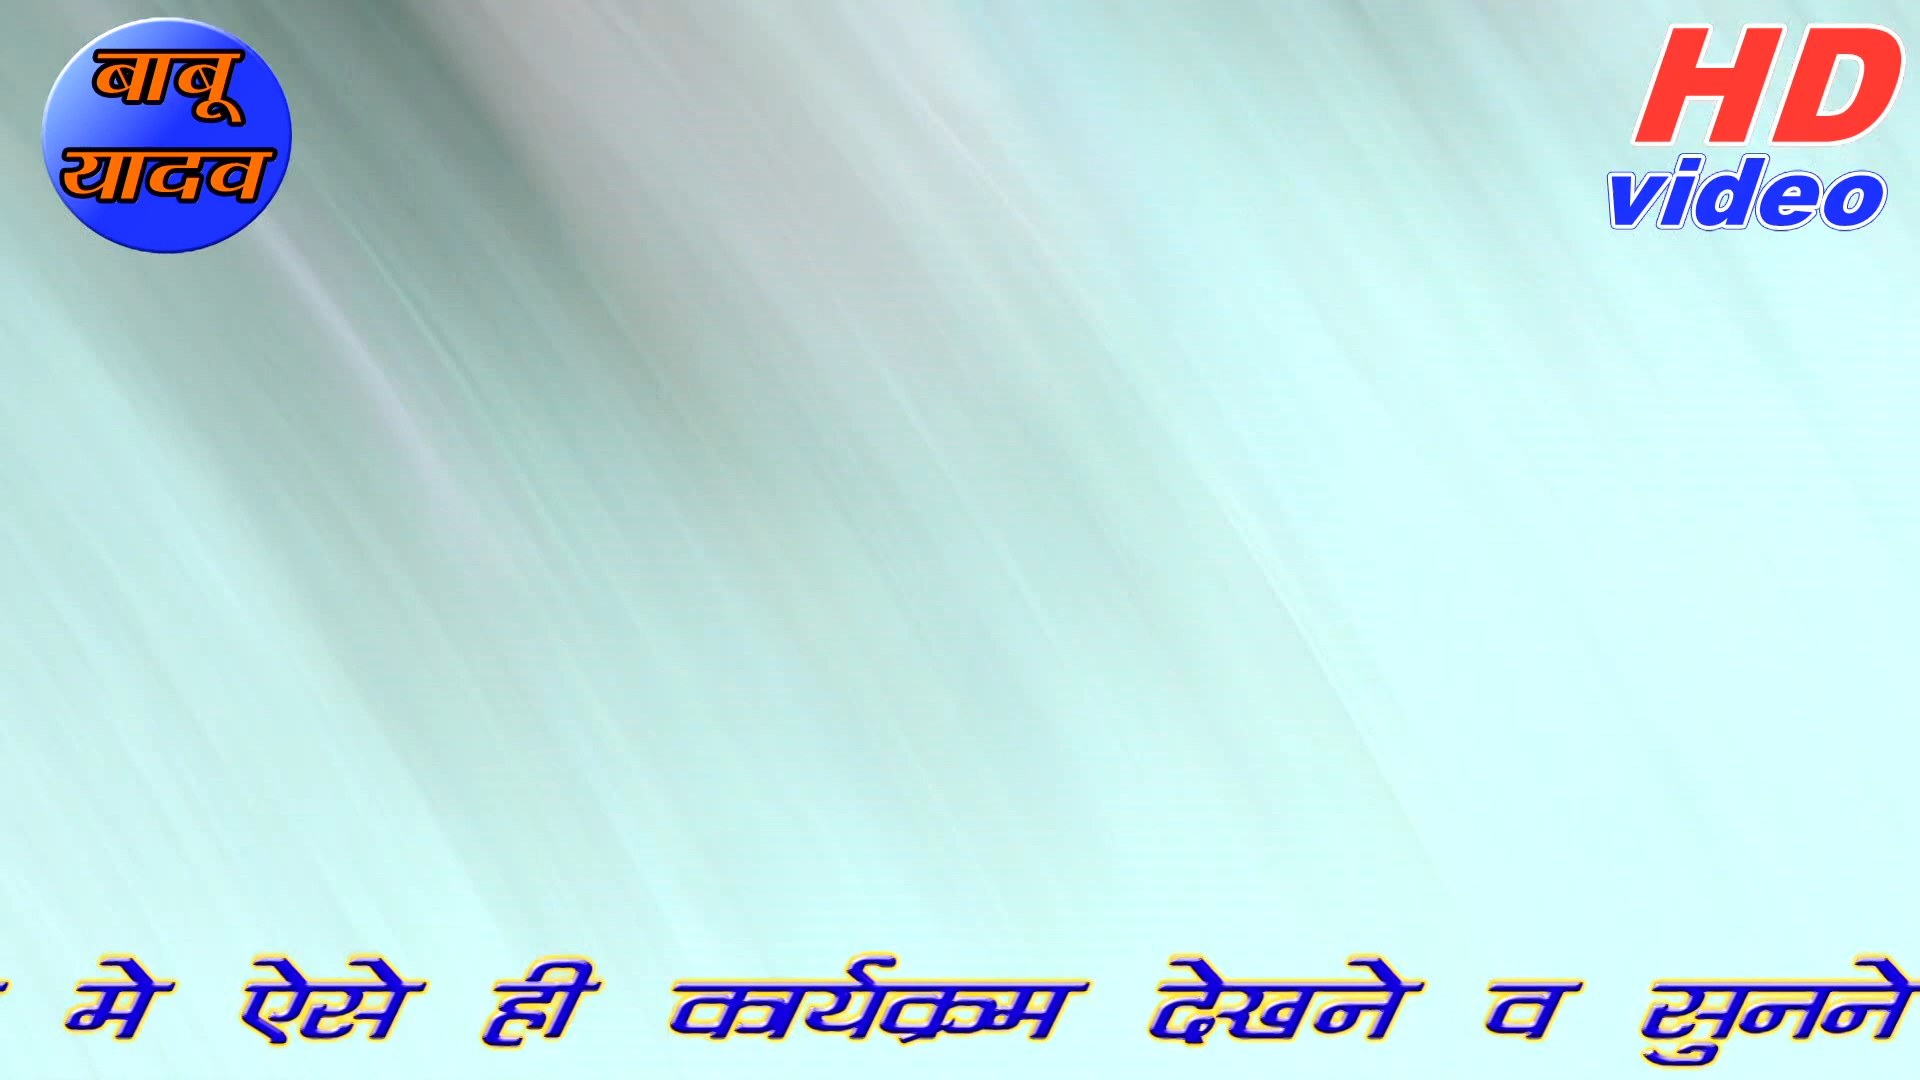 बाबू
यादव
HD
video
मे ऐसे ही कार्यक्रम देखने व सुनने